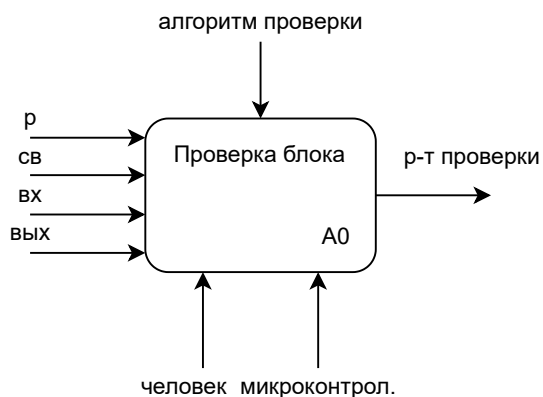 алгоритм проверки
р
св
вх
вых
Проверка блока
А0
р-т проверки
человек микроконтрол.